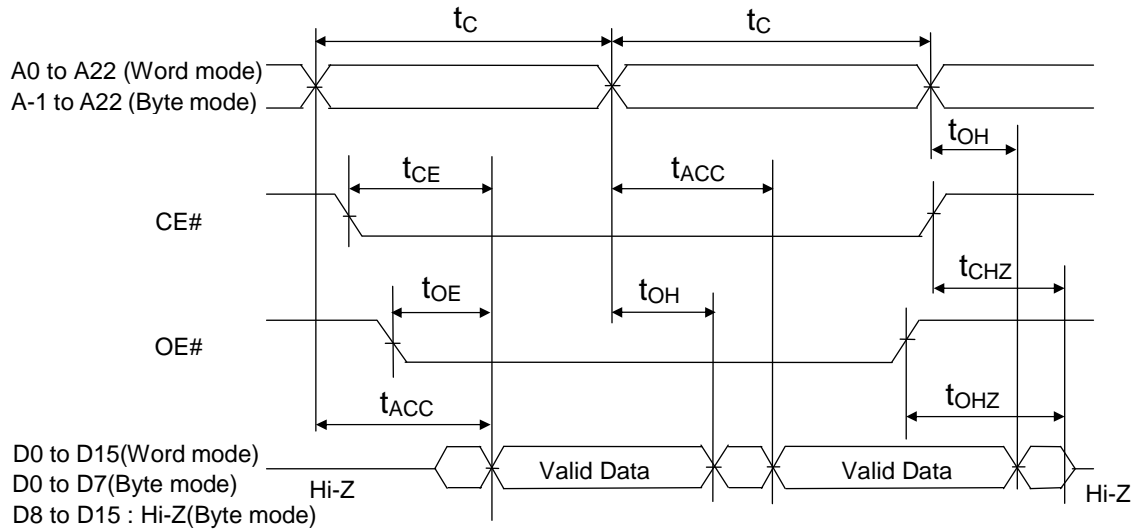 tC tC
A0 to A22 (Word mode)
A-1 to A22 (Byte mode)
tOH
tCE tACC
CE#
tCHZ
tOE tOH
OE#
tACC tOHZ
D0 to D15(Word mode)
Valid Data Valid Data
D0 to D7(Byte mode)
Hi-Z Hi-Z
D8 to D15 : Hi-Z(Byte mode)